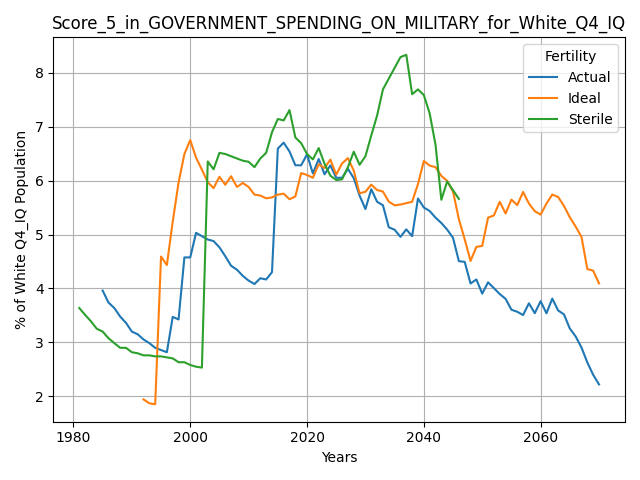 Score_5_in_GOVERNMENT_SPENDING_ON_MILITARY_for_White_Q4_IQ
Fertility
Actual
Ideal
Sterile
% of White Q4_IQ Population
8
7
6
5
4
3
2
1980
2000
2020
2040
2060
Years